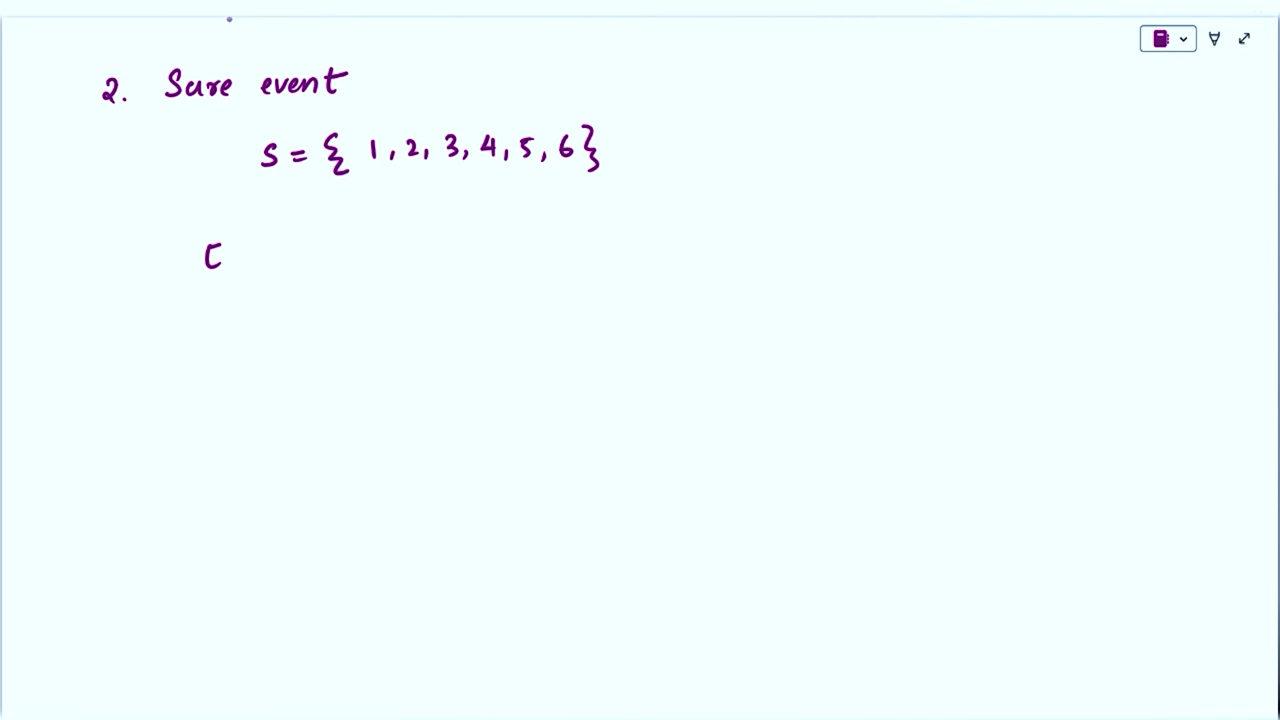 2. Sure event
S = { 1, 2, 3, 4, 5, 6}